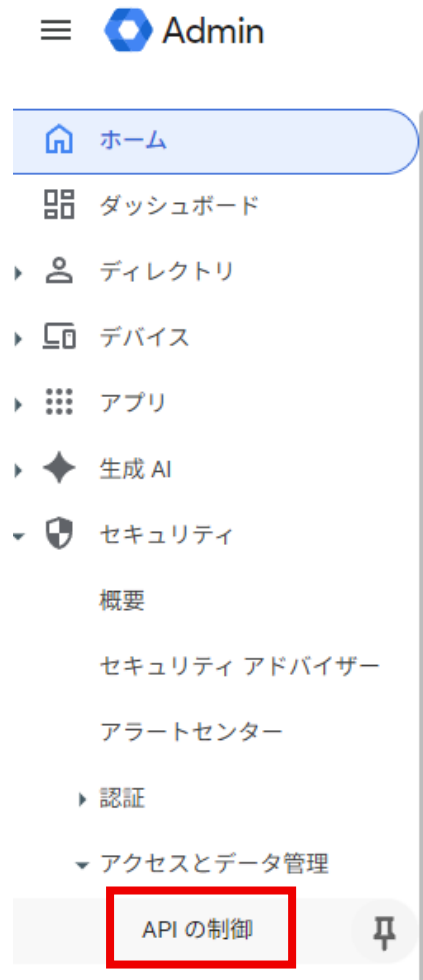 Admin
ホーム
ダッシュボード
ディレクトリ
デバイス
アプリ
生成 AI
セキュリティ
概要
セキュリティ アドバイザー
アラートセンター
認証
アクセスとデータ管理
API の制御